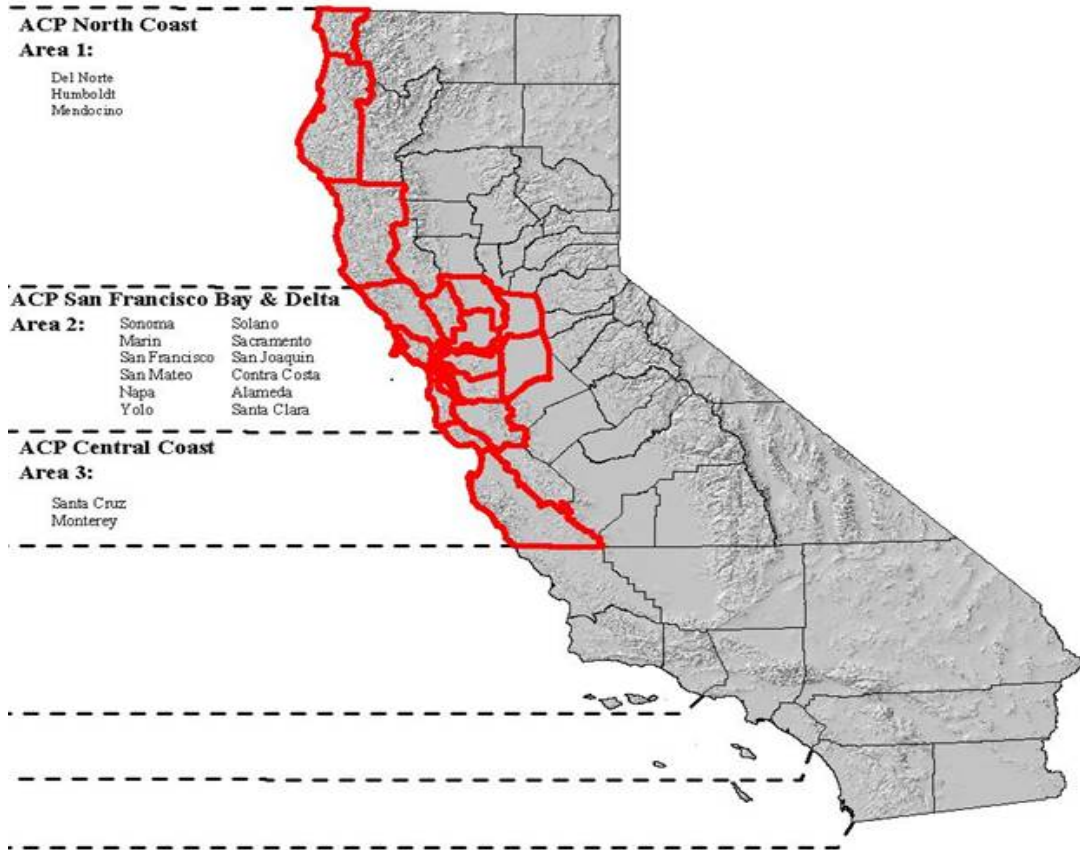 ACP North Coast
Area 1:
Del Norte
Humboldt
Mendocino
ACP San Francisco Bay & Delta
Area 2:
Sonoma
Marin
San Francisco
San Mateo
Napa
Yolo
Solano
Sacramento
San Joaquin
Contra Costa
Alameda
Santa Clara
ACP Central Coast
Area 3:
Santa Cruz
Monterey